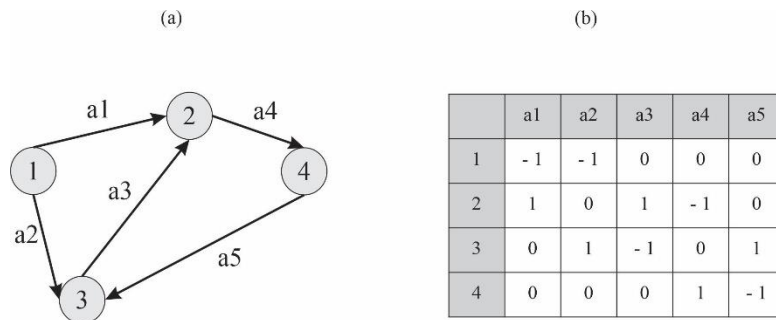 (a)
(b)
a1
a4
2
1
4
a3
a2
a5
3
a1 a2 a3 a4 a5
1 - 1 - 1 0 0 0
2 1 0 1 - 1 0
3 0 1 - 1 0 1
4 0 0 0 1 - 1